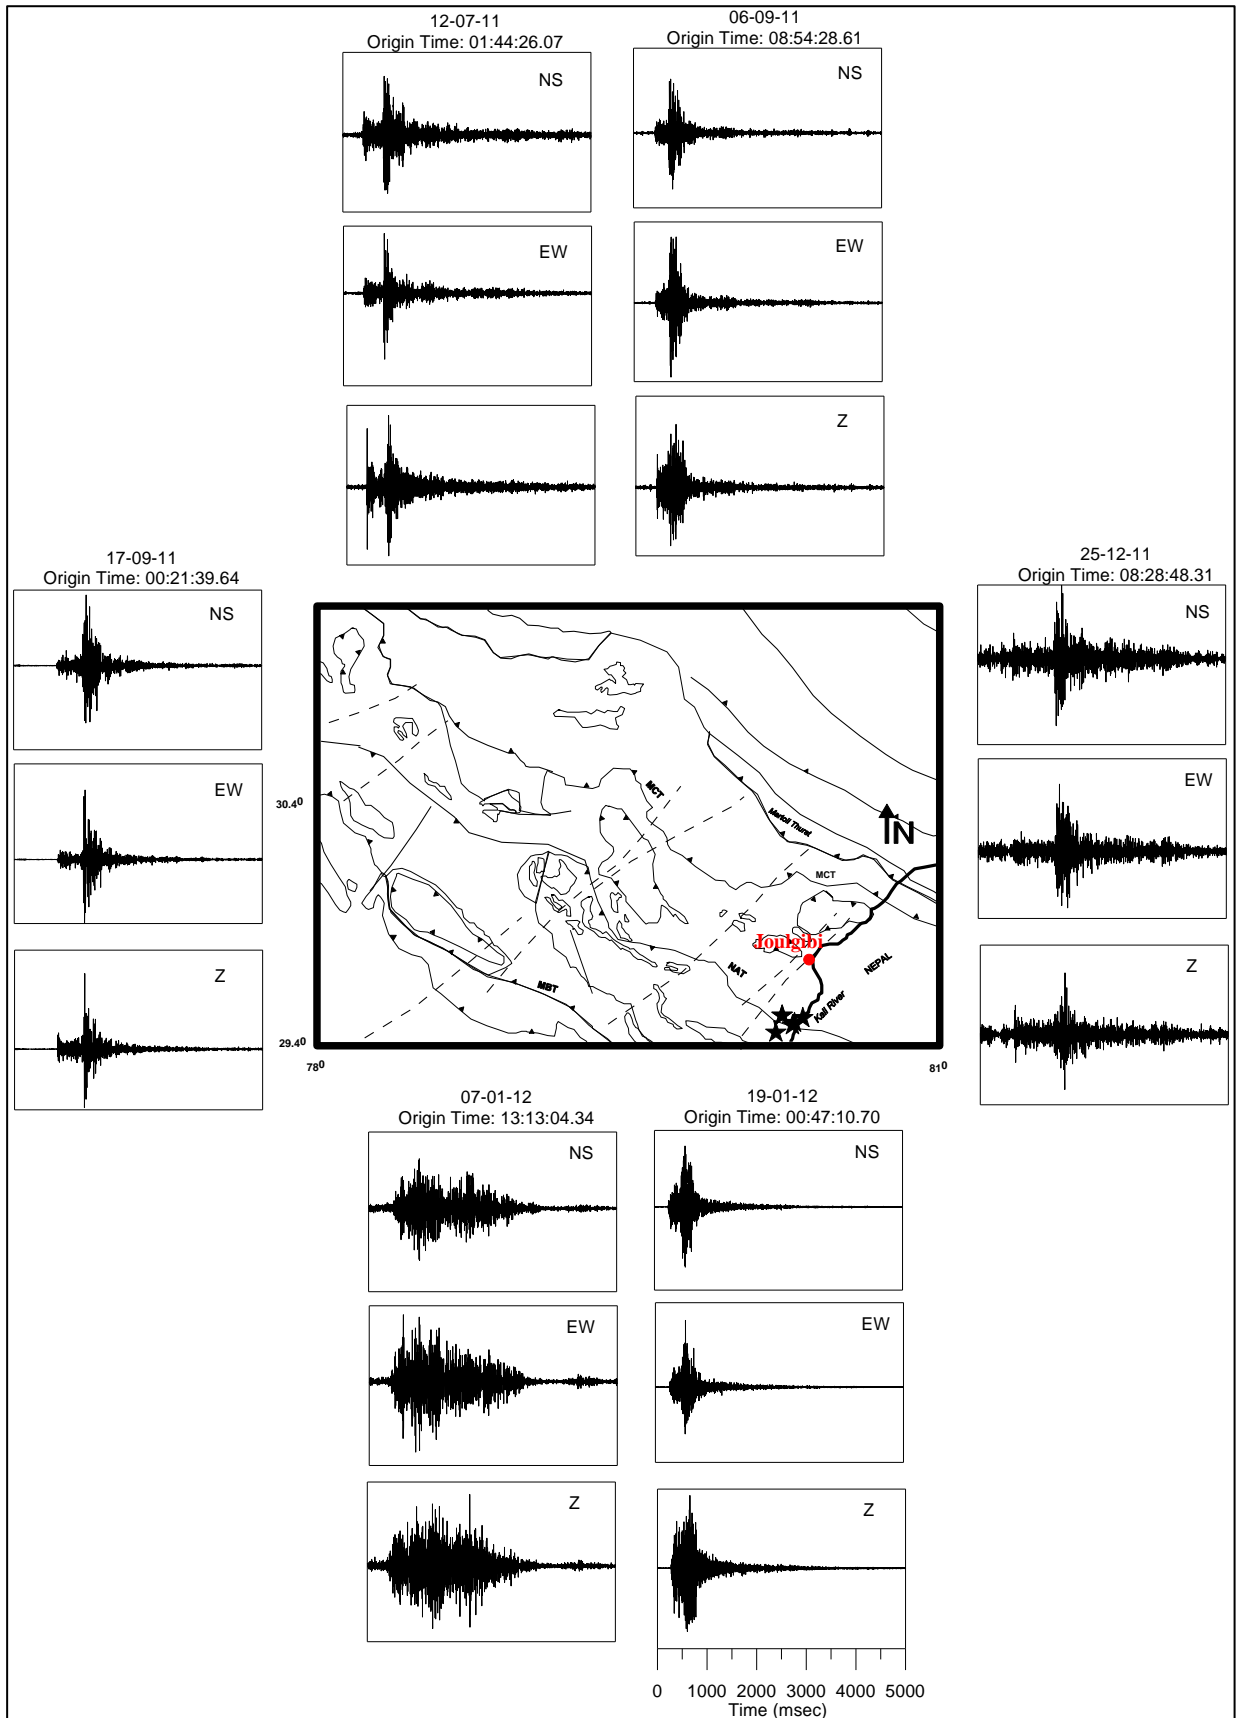 12-07-11
Origin Time: 01:44:26.07
NS
EW
06-09-11
Origin Time: 08:54:28.61
NS
EW
Z
17-09-11
Origin Time: 00:21:39.64
NS
EW
Z
25-12-11
Origin Time: 08:28:48.31
NS
EW
Z
30.4⁰
29.4⁰
78⁰
81⁰
MCT
Martoli Thurst
N
MCT
Joulgibi
NAT
NEPAL
MBT
Kali River
07-01-12
Origin Time: 13:13:04.34
NS
EW
Z
19-01-12
Origin Time: 00:47:10.70
NS
EW
Z
0 1000 2000 3000 4000 5000
Time (msec)